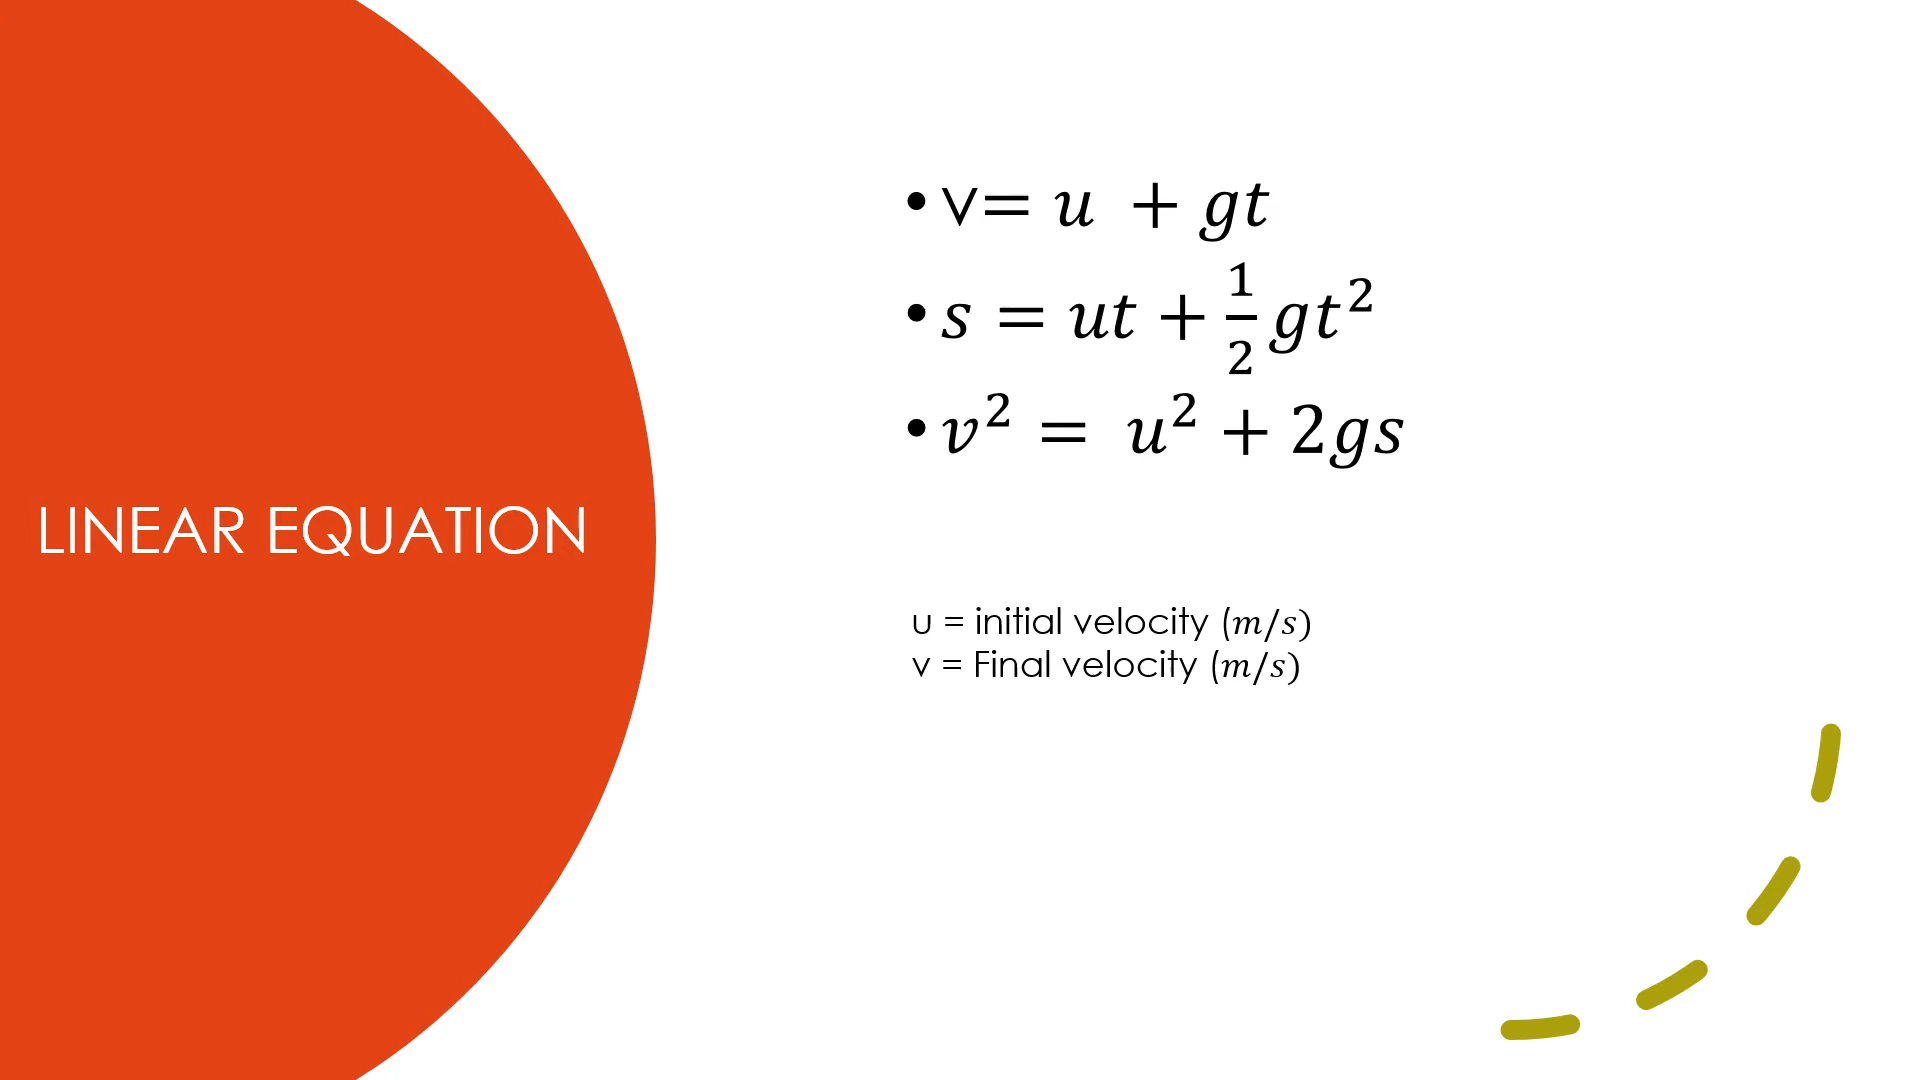 LINEAR EQUATION
• v= u + gt
• s = ut + 1/2 gt²
• v² = u² + 2gs
u = initial velocity (m/s)
v = Final velocity (m/s)